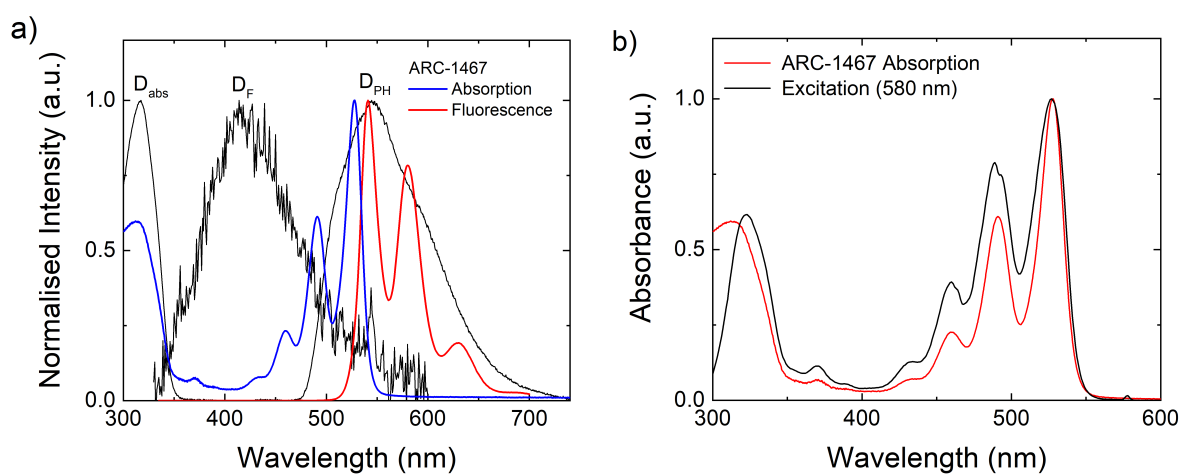 a)
Normalised Intensity (a.u.)
1.0
0.5
0.0
D_abs
D_F
D_PH
ARC-1467
Absorption
Fluorescence
300 400 500 600 700
Wavelength (nm)
b)
Absorbance (a.u.)
1.0
0.5
0.0
ARC-1467 Absorption
Excitation (580 nm)
300 400 500 600
Wavelength (nm)